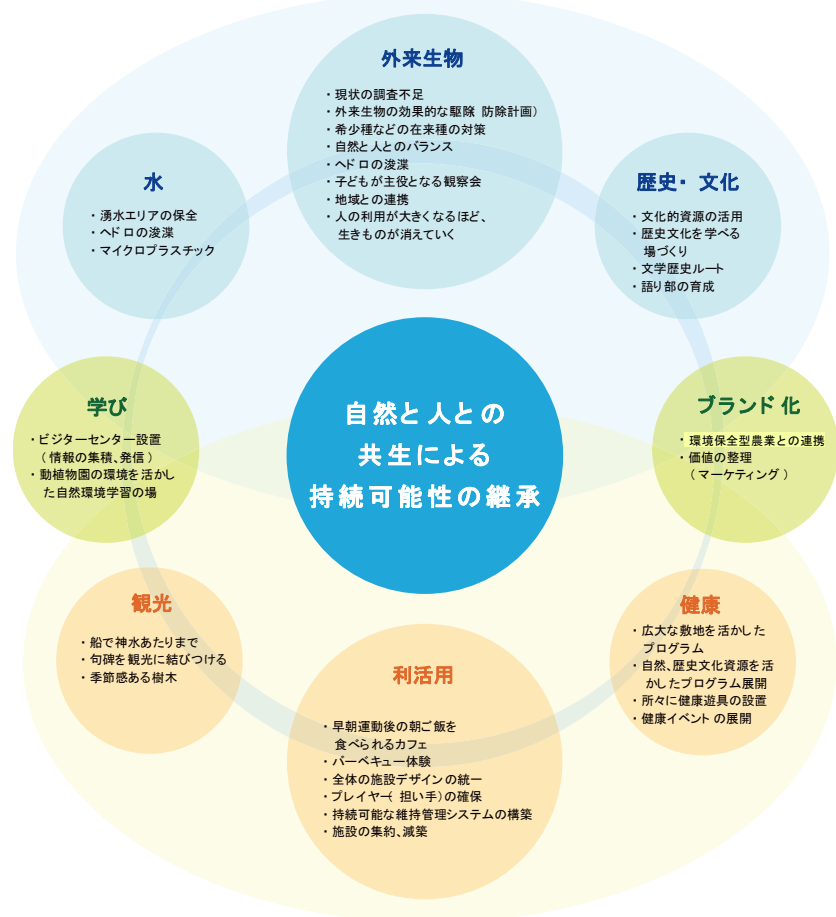 外来生物
・現状の調査不足
・外来生物の効果的な駆除 防除計画）
・希少種などの在来種の対策
・自然と人とのバランス
・ヘドロの浚渫
・子どもが主役となる観察会
・地域との連携
・人の利用が大きくなるほど、
生きものが消えていく
水
・湧水エリアの保全
・ヘドロの浚渫
・マイクロプラスチック
歴史・文化
・文化的資源の活用
・歴史文化を学べる
場づくり
・文学歴史ルート
・語り部の育成
自然と人との
共生による
持続可能性の継承
学び
・ビジターセンター設置
（情報の集積、発信）
・動植物園の環境を活かし
た自然環境学習の場
ブランド化
・環境保全型農業との連携
・価値の整理
（マーケティング）
観光
・船で神水あたりまで
・句碑を観光に結びつける
・季節感ある樹木
利活用
・早朝運動後の朝ご飯を
食べられるカフェ
・バーベキュー体験
・全体の施設デザインの統一
・プレイヤー（担い手）の確保
・持続可能な維持管理システムの構築
・施設の集約、減築
健康
・広大な敷地を活かした
プログラム
・自然、歴史文化資源を活
かしたプログラム展開
・所々に健康遊具の設置
・健康イベントの展開